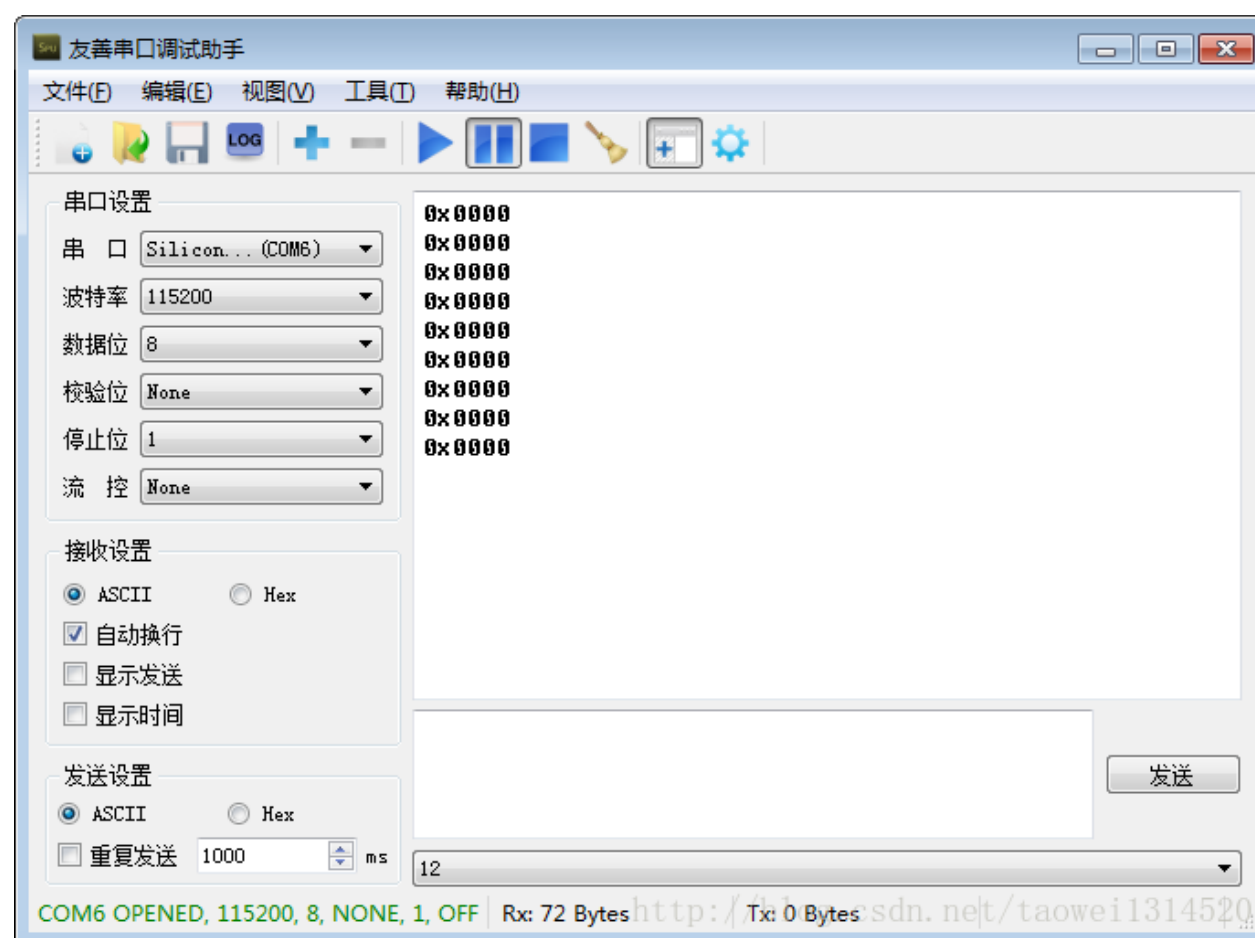 友善串口调试助手
文件(F) 编辑(E) 视图(V) 工具(T) 帮助(H)
LOG
串口设置
串 口 Silicon...(COM6)
波特率 115200
数据位 8
校验位 None
停止位 1
流 控 None
接收设置
ASCII Hex
自动换行
显示发送
显示时间
发送设置
ASCII Hex
重复发送 1000 ms
0x0000
0x0000
0x0000
0x0000
0x0000
0x0000
0x0000
0x0000
0x0000
发送
12
COM6 OPENED, 115200, 8, NONE, 1, OFF Rx: 72 Bytes Tx: 0 Bytes
http://blog.csdn.net/taowei1314520